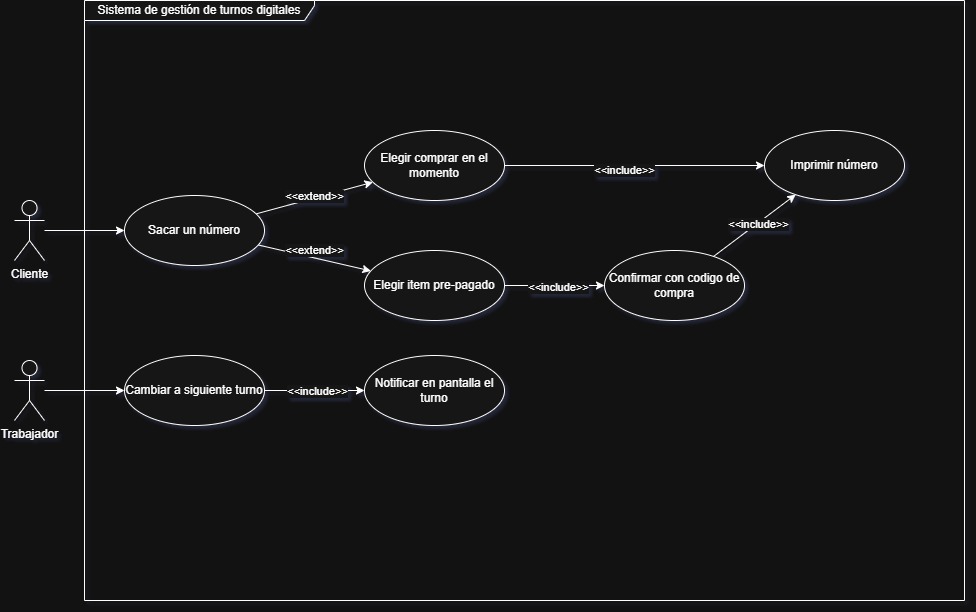 Sistema de gestión de turnos digitales
Elegir comprar en el
momento
<<include>>
Imprimir número
<<extend>>
Sacar un número
<<include>>
Cliente
<<extend>>
Elegir item pre-pagado
<<include>>
Confirmar con codigo de
compra
Cambiar a siguiente turno
<<include>>
Notificar en pantalla el
turno
Trabajador